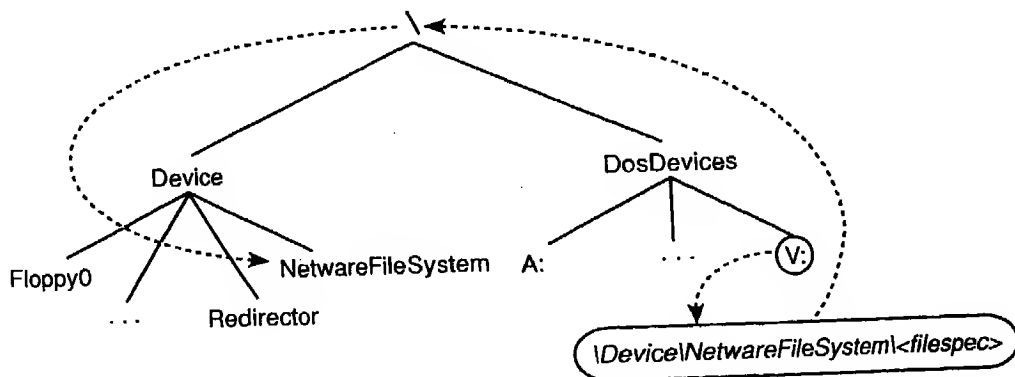 \
Device
DosDevices
Floppy0
. . .
Redirector
NetwareFileSystem
A:
. . .
V:
\Device\NetwareFileSystem\<filespec>